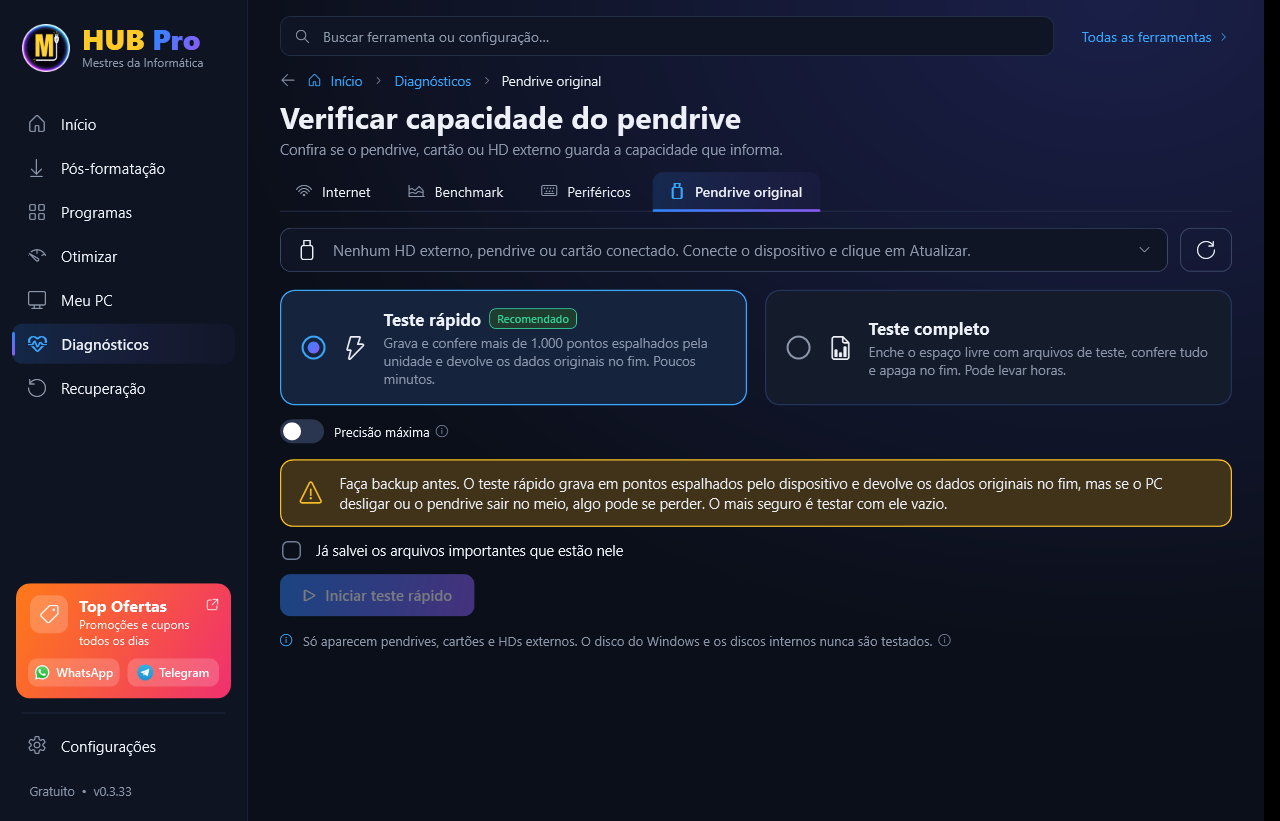 M
HUB Pro
Mestres da Informática
Início
Pós-formatação
Programas
Otimizar
Meu PC
Diagnósticos
Recuperação
Top Ofertas
Promoções e cupons
todos os dias
WhatsApp
Telegram
Configurações
Gratuito • v0.3.33
Buscar ferramenta ou configuração...
Todas as ferramentas
Início
Diagnósticos
Pendrive original
Verificar capacidade do pendrive
Confira se o pendrive, cartão ou HD externo guarda a capacidade que informa.
Internet
Benchmark
Periféricos
Pendrive original
Nenhum HD externo, pendrive ou cartão conectado. Conecte o dispositivo e clique em Atualizar.
Teste rápido
Recomendado
Grava e confere mais de 1.000 pontos espalhados pela
unidade e devolve os dados originais no fim. Poucos
minutos.
Teste completo
Enche o espaço livre com arquivos de teste, confere tudo
e apaga no fim. Pode levar horas.
Precisão máxima
Faça backup antes. O teste rápido grava em pontos espalhados pelo dispositivo e devolve os dados originais no fim, mas se o PC
desligar ou o pendrive sair no meio, algo pode se perder. O mais seguro é testar com ele vazio.
Já salvei os arquivos importantes que estão nele
Iniciar teste rápido
Só aparecem pendrives, cartões e HDs externos. O disco do Windows e os discos internos nunca são testados.